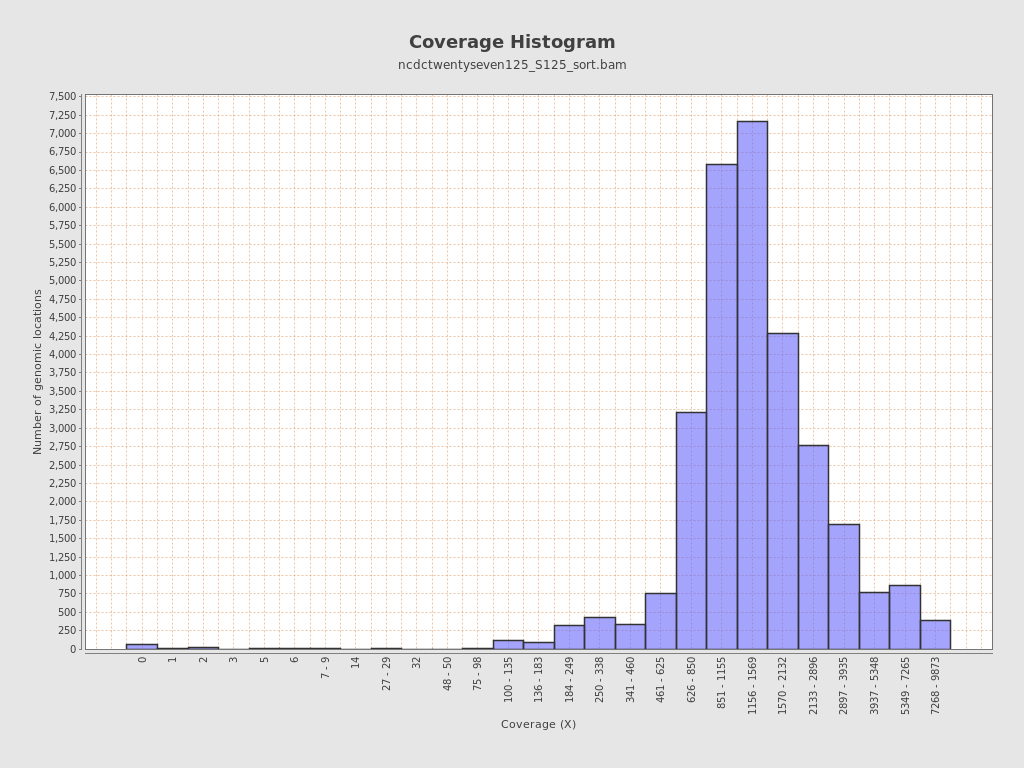 Coverage Histogram
ncdctwentyseven125_S125_sort.bam
Number of genomic locations
7,500
7,250
7,000
6,750
6,500
6,250
6,000
5,750
5,500
5,250
5,000
4,750
4,500
4,250
4,000
3,750
3,500
3,250
3,000
2,750
2,500
2,250
2,000
1,750
1,500
1,250
1,000
750
500
250
0
0
1
2
3
5
6
7 - 9
14
27 - 29
32
48 - 50
75 - 98
100 - 135
136 - 183
184 - 249
250 - 338
341 - 460
461 - 625
626 - 850
851 - 1155
1156 - 1569
1570 - 2132
2133 - 2896
2897 - 3935
3937 - 5348
5349 - 7265
7268 - 9873
Coverage (X)